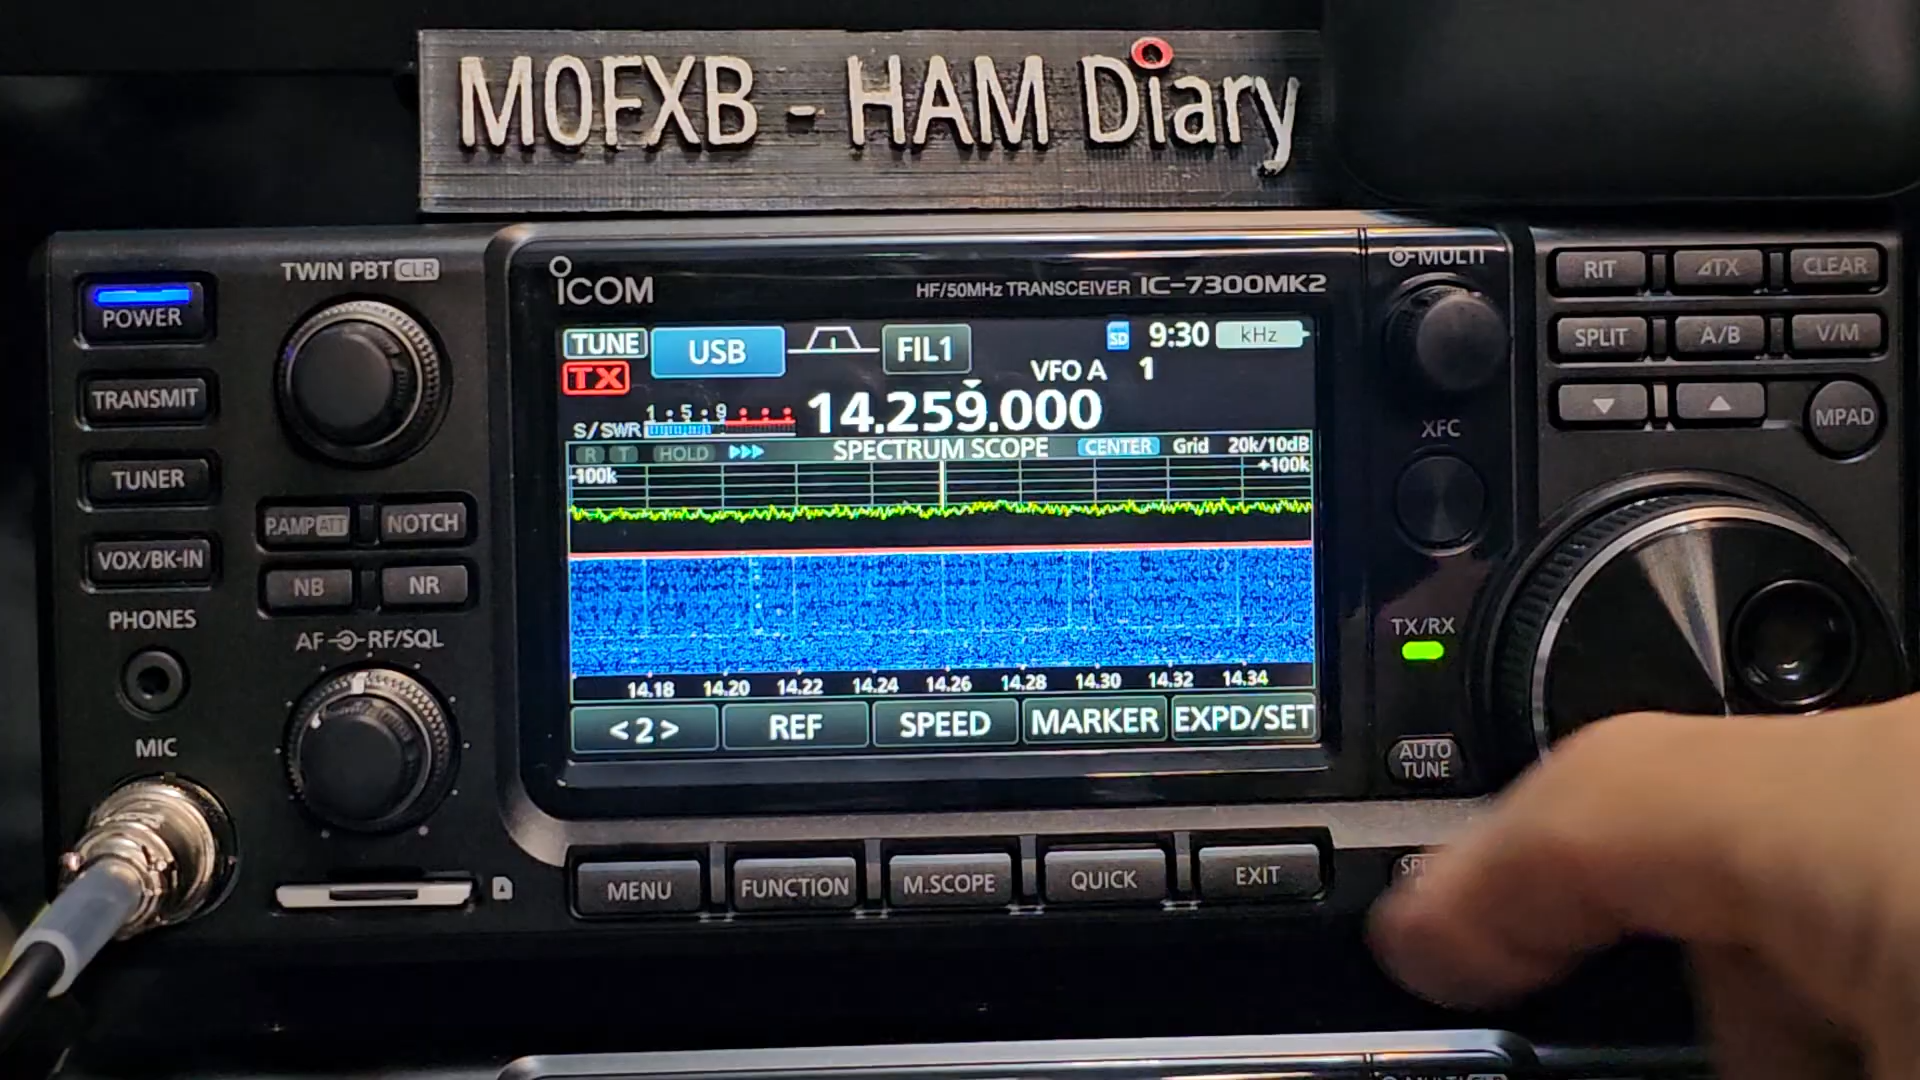 M0FXB - HAM Diary
TWIN PBT CLR
POWER
TRANSMIT
TUNER
VOX/BK-IN
PHONES
MIC
P.AMP ATT
NOTCH
NB
NR
AF RF/SQL
ICOM
HF/50MHz TRANSCEIVER IC-7300MK2
TUNE
USB
FIL1
SD
9:30
kHz
TX
VFO A
1
1 5 9
S/SWR
14.259.000
R T
HOLD
SPECTRUM SCOPE
CENTER
Grid
20k/10dB
-100k
+100k
14.18 14.20 14.22 14.24 14.26 14.28 14.30 14.32 14.34
<2>
REF
SPEED
MARKER
EXPD/SET
MENU
FUNCTION
M.SCOPE
QUICK
EXIT
MULTI
XFC
TX/RX
AUTO
TUNE
RIT
ΔTX
CLEAR
SPLIT
A/B
V/M
MPAD